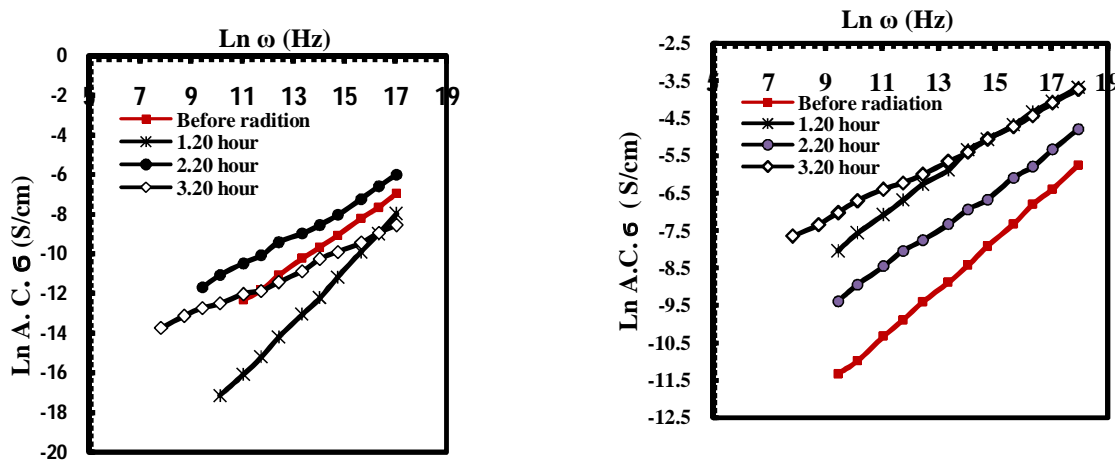 Ln ω (Hz)
0
5 7 9 11 13 15 17 19
-2
-4
-6
-8
-10
-12
-14
-16
-18
-20
Before radition
1.20 hour
2.20 hour
3.20 hour
Ln A. C. б (S/cm)
Ln ω (Hz)
-2.5
-3.5
5 7 9 11 13 15 17 19
-4.5
-5.5
-6.5
-7.5
-8.5
-9.5
-10.5
-11.5
-12.5
Before radiation
1.20 hour
2.20 hour
3.20 hour
Ln A.C. б (S/cm)